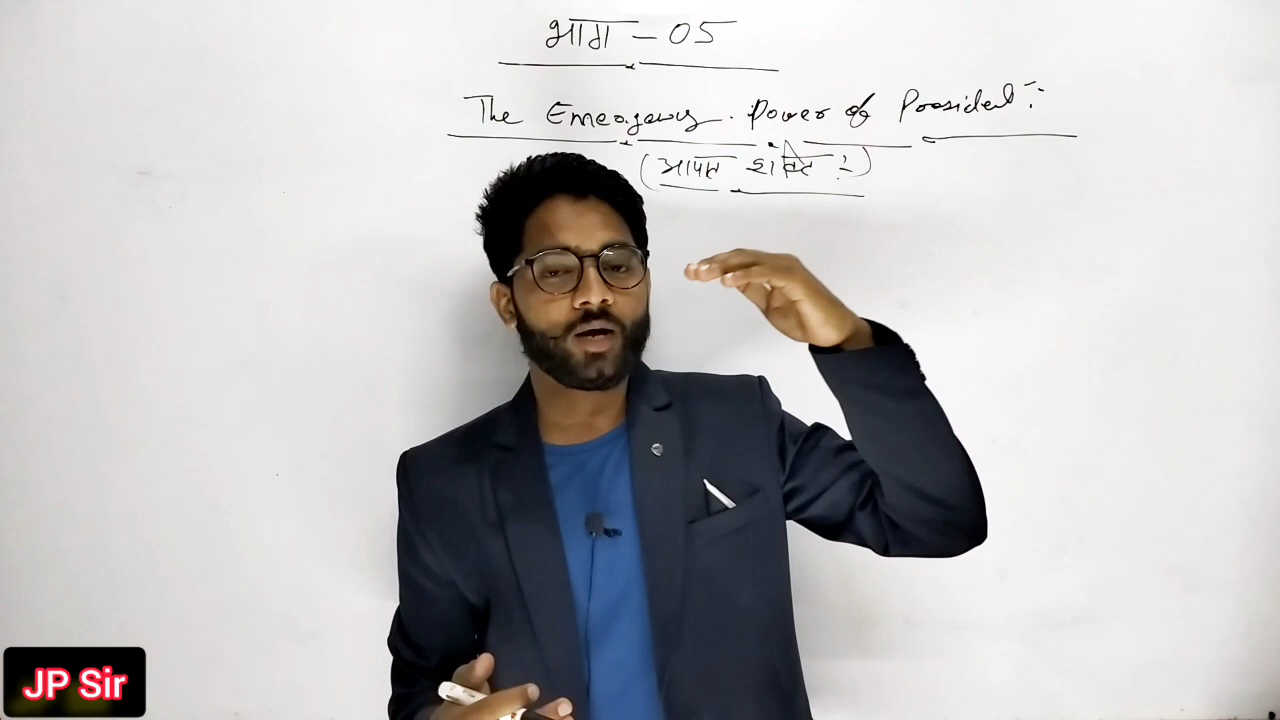 भाग - 05
The Emergency Power of President :-
(आपात शक्ति :-)
JP Sir